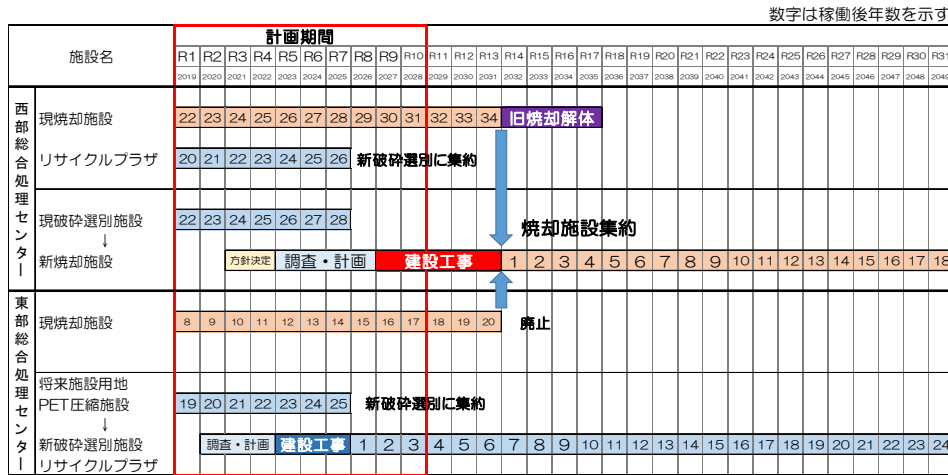 数字は稼働後年数を示す
施設名
計画期間
R1 R2 R3 R4 R5 R6 R7 R8 R9 R10 R11 R12 R13 R14 R15 R16 R17 R18 R19 R20 R21 R22 R23 R24 R25 R26 R27 R28 R29 R30 R31
2019 2020 2021 2022 2023 2024 2025 2026 2027 2028 2029 2030 2031 2032 2033 2034 2035 2036 2037 2038 2039 2040 2041 2042 2043 2044 2045 2046 2047 2048 2049
西部総合処理センター
現焼却施設 22 23 24 25 26 27 28 29 30 31 32 33 34 旧焼却解体
リサイクルプラザ 20 21 22 23 24 25 26 新破砕選別に集約
現破砕選別施設 22 23 24 25 26 27 28
↓
焼却施設集約
新焼却施設 方針決定 調査・計画 建設工事 1 2 3 4 5 6 7 8 9 10 11 12 13 14 15 16 17 18
東部総合処理センター
現焼却施設 8 9 10 11 12 13 14 15 16 17 18 19 20 廃止
将来施設用地
PET圧縮施設 19 20 21 22 23 24 25 新破砕選別に集約
↓
新破砕選別施設 調査・計画 建設工事 1 2 3 4 5 6 7 8 9 10 11 12 13 14 15 16 17 18 19 20 21 22 23 24
リサイクルプラザ